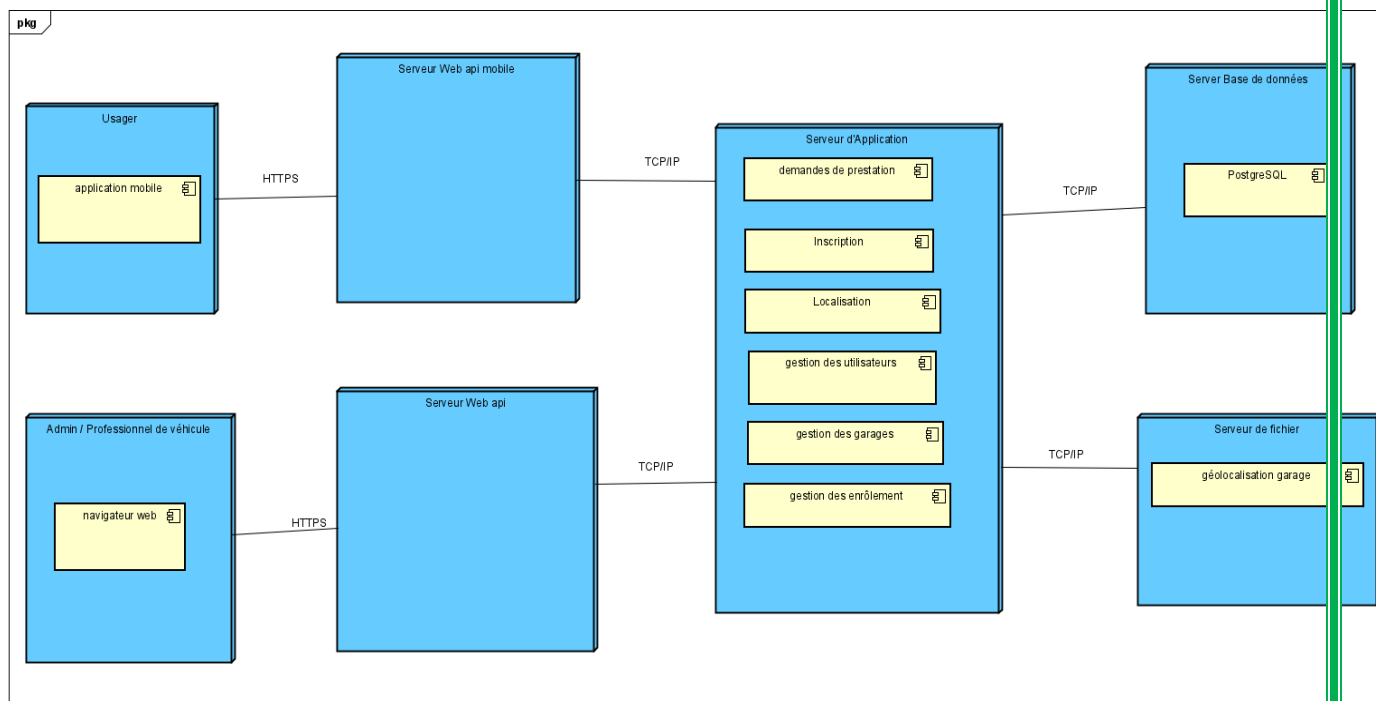 pkg
Usager
application mobile
HTTPS
Serveur Web api mobile
TCP/IP
Serveur d'Application
demandes de prestation
Inscription
Localisation
gestion des utilisateurs
gestion des garages
gestion des enrôlement
TCP/IP
Server Base de données
PostgreSQL
Admin / Professionnel de véhicule
navigateur web
HTTPS
Serveur Web api
TCP/IP
TCP/IP
Serveur de fichier
géolocalisation garage